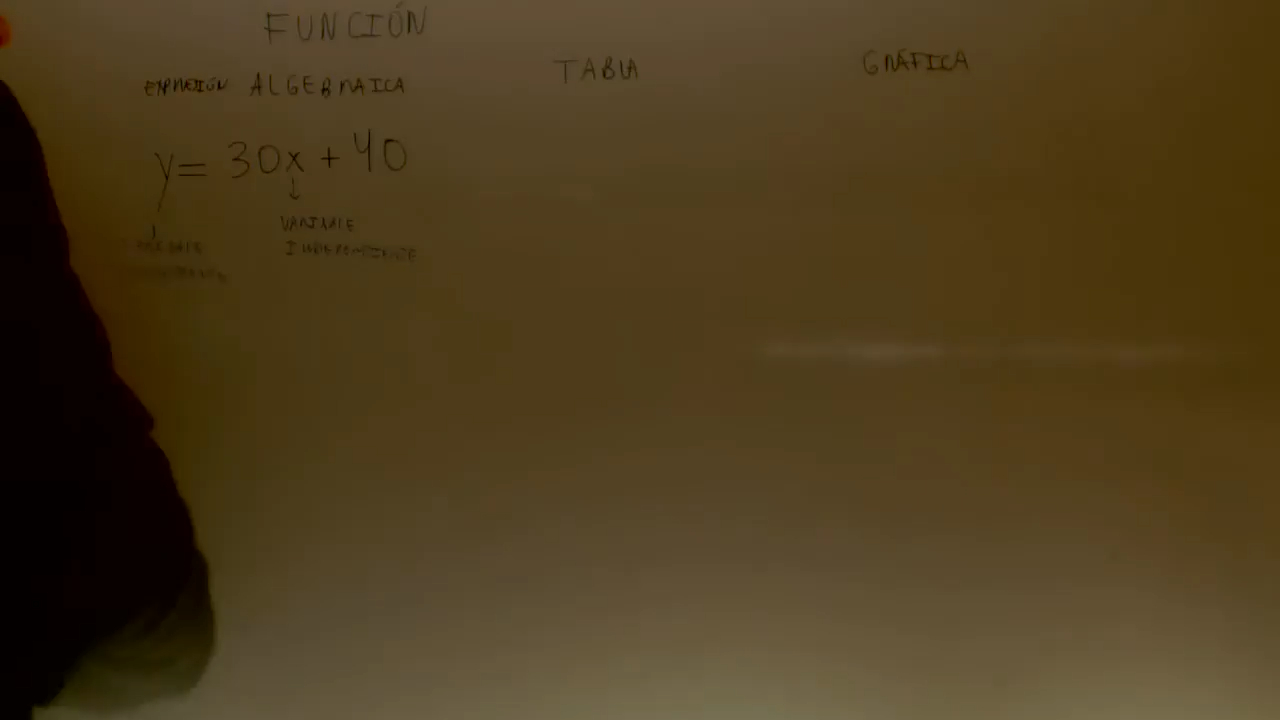 FUNCIÓN
EXPRESIÓN ALGEBRAICA
TABLA
GRÁFICA
y = 30x + 40
VARIABLE
INDEPENDIENTE